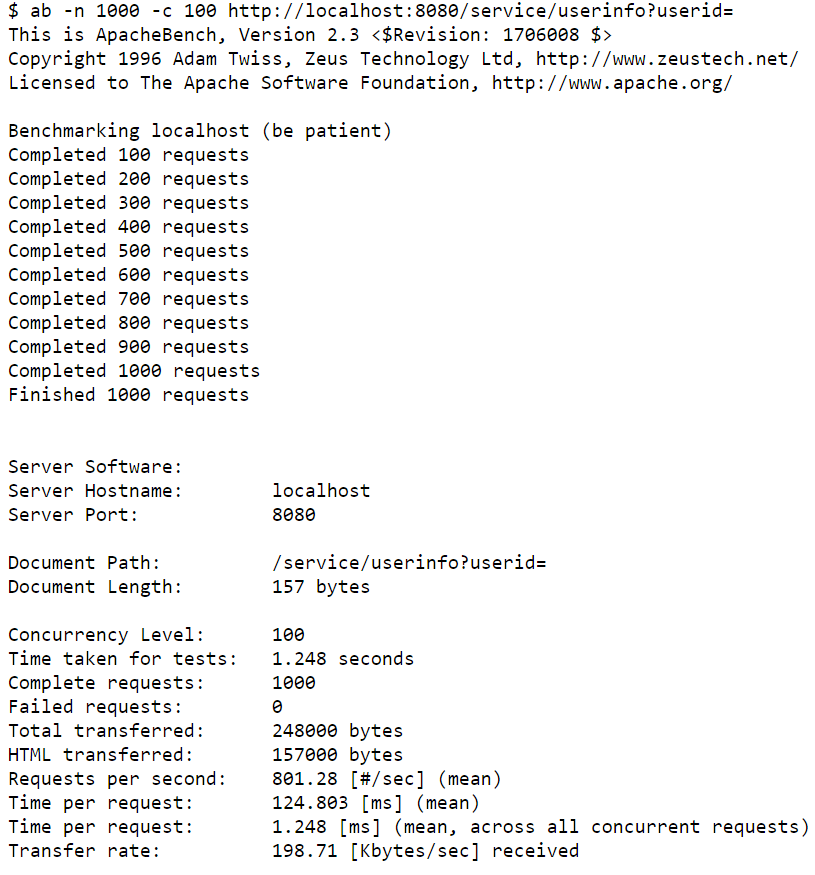 $ ab -n 1000 -c 100 http://localhost:8080/service/userinfo?userid=
This is ApacheBench, Version 2.3 <$Revision: 1706008 $>
Copyright 1996 Adam Twiss, Zeus Technology Ltd, http://www.zeustech.net/
Licensed to The Apache Software Foundation, http://www.apache.org/

Benchmarking localhost (be patient)
Completed 100 requests
Completed 200 requests
Completed 300 requests
Completed 400 requests
Completed 500 requests
Completed 600 requests
Completed 700 requests
Completed 800 requests
Completed 900 requests
Completed 1000 requests
Finished 1000 requests


Server Software:
Server Hostname:        localhost
Server Port:            8080

Document Path:          /service/userinfo?userid=
Document Length:        157 bytes

Concurrency Level:      100
Time taken for tests:   1.248 seconds
Complete requests:      1000
Failed requests:        0
Total transferred:      248000 bytes
HTML transferred:       157000 bytes
Requests per second:    801.28 [#/sec] (mean)
Time per request:       124.803 [ms] (mean)
Time per request:       1.248 [ms] (mean, across all concurrent requests)
Transfer rate:          198.71 [Kbytes/sec] received